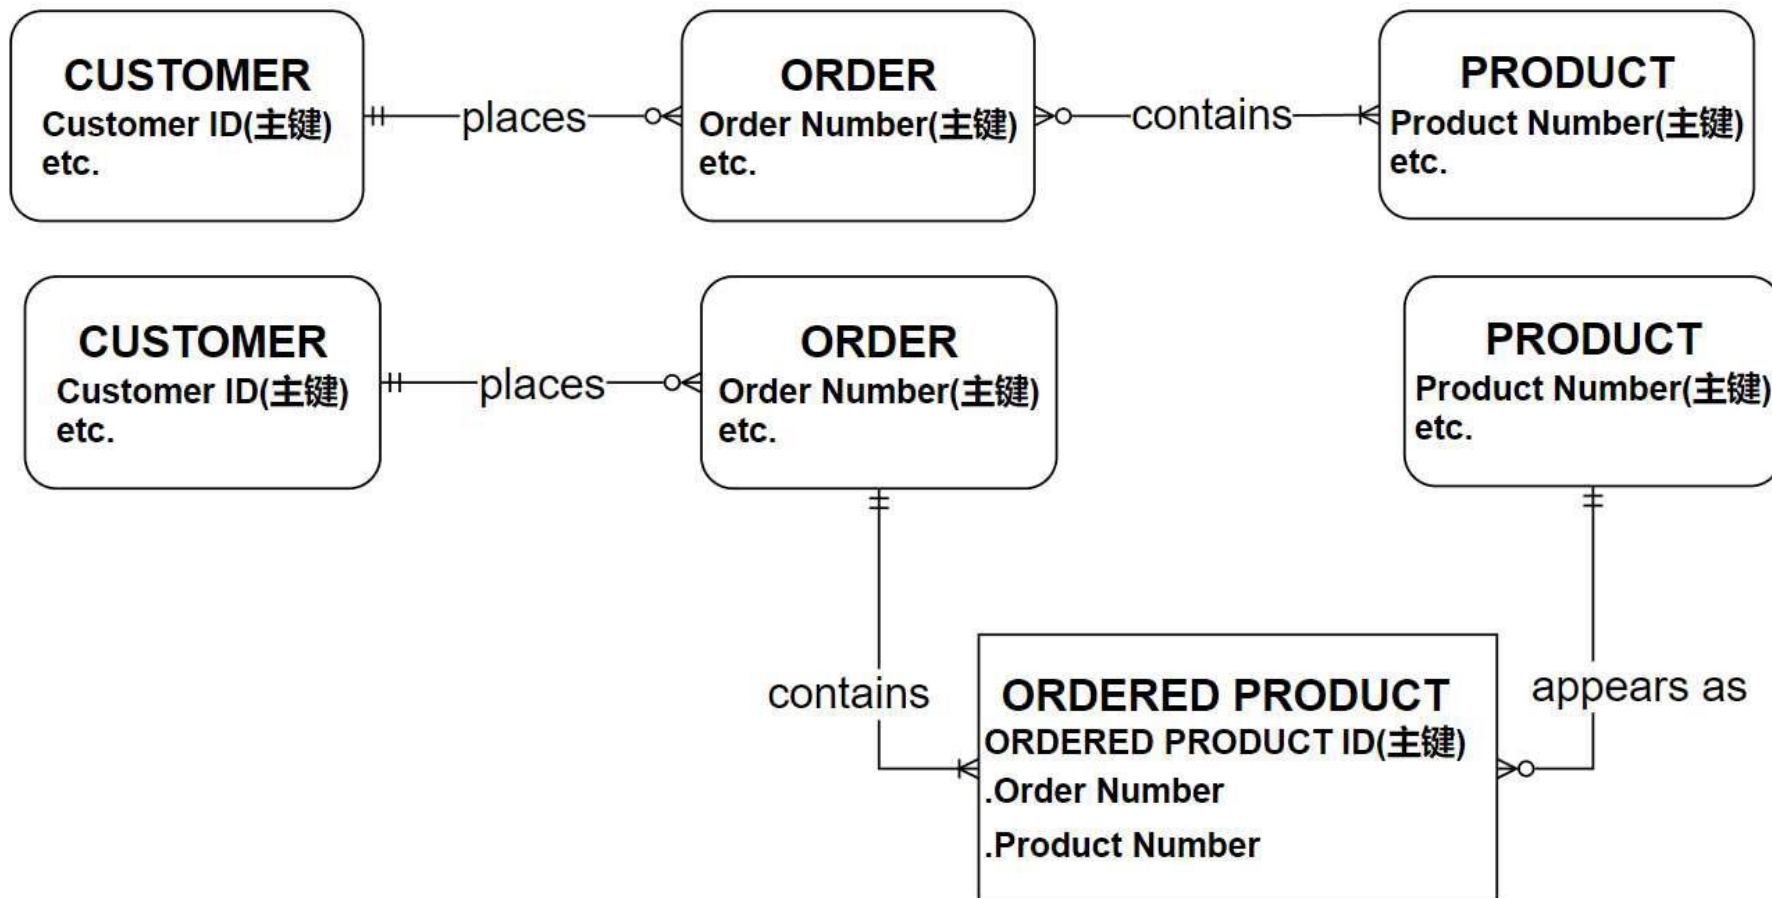 CUSTOMER
Customer ID(主键)
etc.
places
ORDER
Order Number(主键)
etc.
contains
PRODUCT
Product Number(主键)
etc.
CUSTOMER
Customer ID(主键)
etc.
places
ORDER
Order Number(主键)
etc.
PRODUCT
Product Number(主键)
etc.
contains
ORDERED PRODUCT
ORDERED PRODUCT ID(主键)
.Order Number
.Product Number
appears as